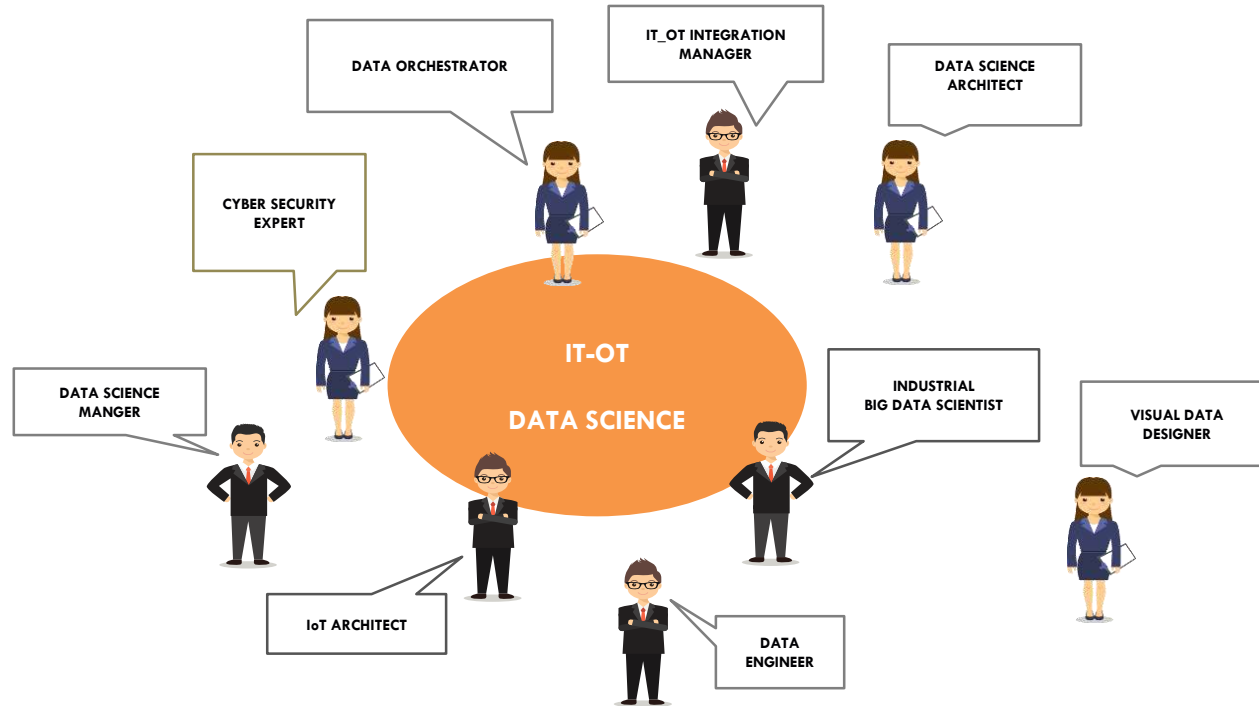 IT_OT INTEGRATION
MANAGER
DATA ORCHESTRATOR
DATA SCIENCE
ARCHITECT
CYBER SECURITY
EXPERT
IT-OT
DATA SCIENCE
DATA SCIENCE
MANGER
INDUSTRIAL
BIG DATA SCIENTIST
VISUAL DATA
DESIGNER
IoT ARCHITECT
DATA
ENGINEER